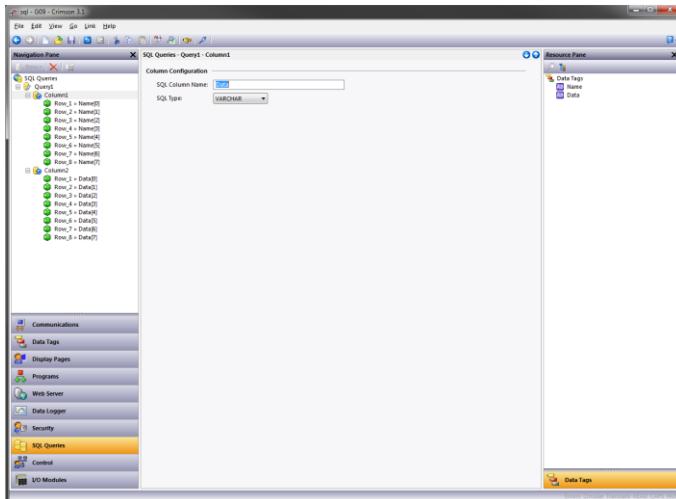 sql - G09 - Crimson 3.1
File Edit View Go Link Help
Navigation Pane
SQL Queries - Query1 - Column1
Resource Pane
SQL Queries
Query1
Column1
Row_1 = Name[0]
Row_2 = Name[1]
Row_3 = Name[2]
Row_4 = Name[3]
Row_5 = Name[4]
Row_6 = Name[5]
Row_7 = Name[6]
Row_8 = Name[7]
Column2
Row_1 = Data[0]
Row_2 = Data[1]
Row_3 = Data[2]
Row_4 = Data[3]
Row_5 = Data[4]
Row_6 = Data[5]
Row_7 = Data[6]
Row_8 = Data[7]
Column Configuration
SQL Column Name: Data
SQL Type: VARCHAR
Data Tags
Name
Data
Communications
Data Tags
Display Pages
Programs
Web Server
Data Logger
Security
SQL Queries
Control
I/O Modules
Data Tags